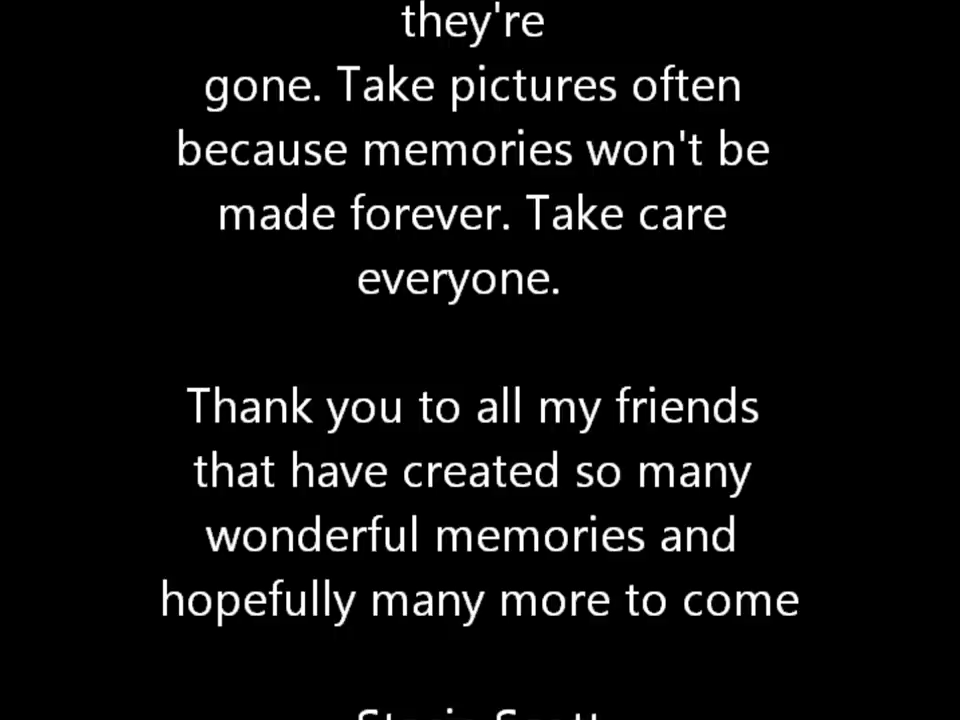 they're
gone. Take pictures often
because memories won't be
made forever. Take care
everyone.
Thank you to all my friends
that have created so many
wonderful memories and
hopefully many more to come